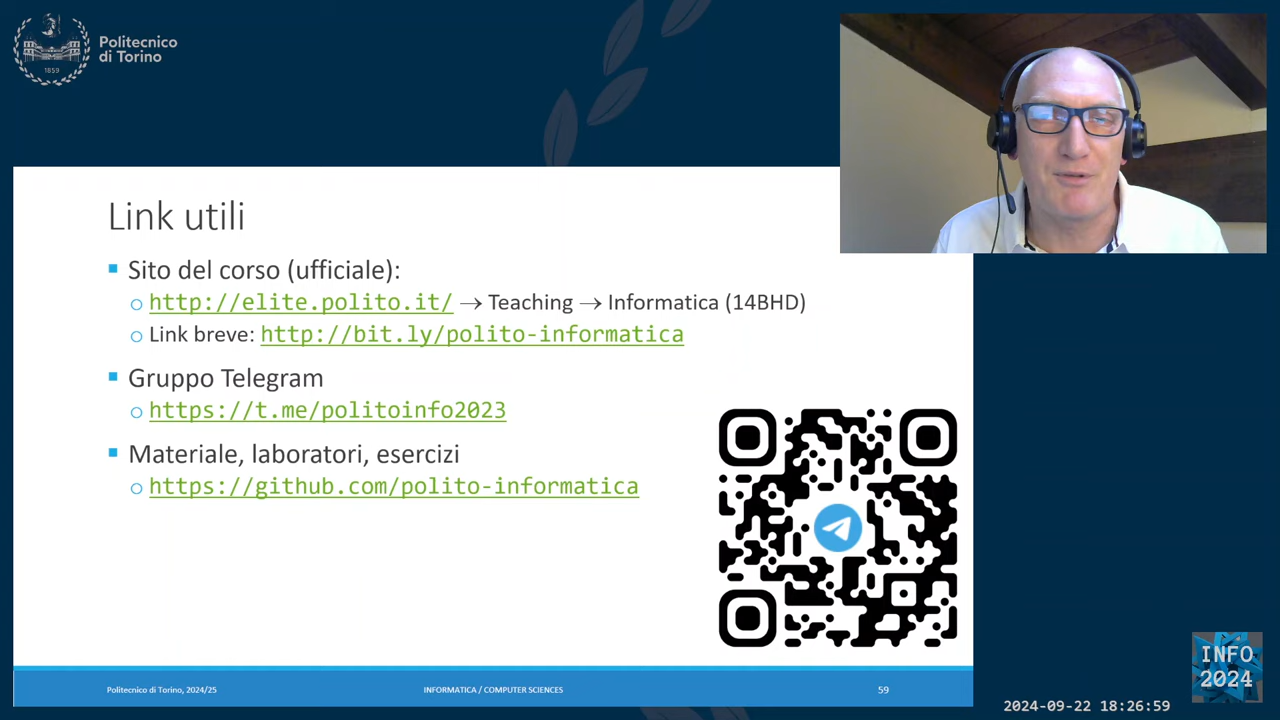 Politecnico
di Torino
1859
Link utili
Sito del corso (ufficiale):
http://elite.polito.it/ → Teaching → Informatica (14BHD)
Link breve: http://bit.ly/polito-informatica
Gruppo Telegram
https://t.me/politoinfo2023
Materiale, laboratori, esercizi
https://github.com/polito-informatica
Politecnico di Torino, 2024/25
INFORMATICA / COMPUTER SCIENCES
59
INFO
2024
2024-09-22 18:26:59